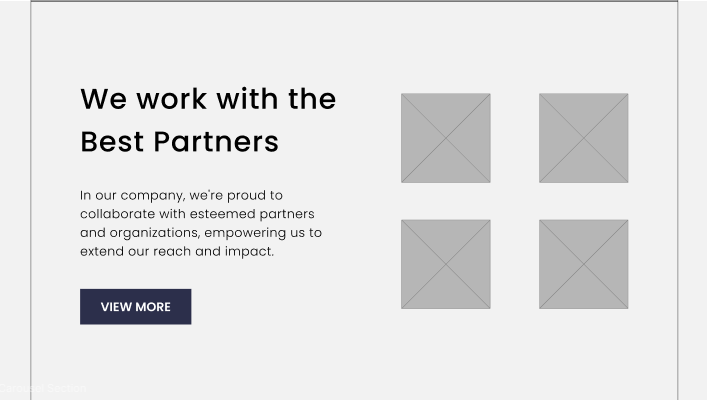 We work with the
Best Partners
In our company, we're proud to
collaborate with esteemed partners
and organizations, empowering us to
extend our reach and impact.
VIEW MORE